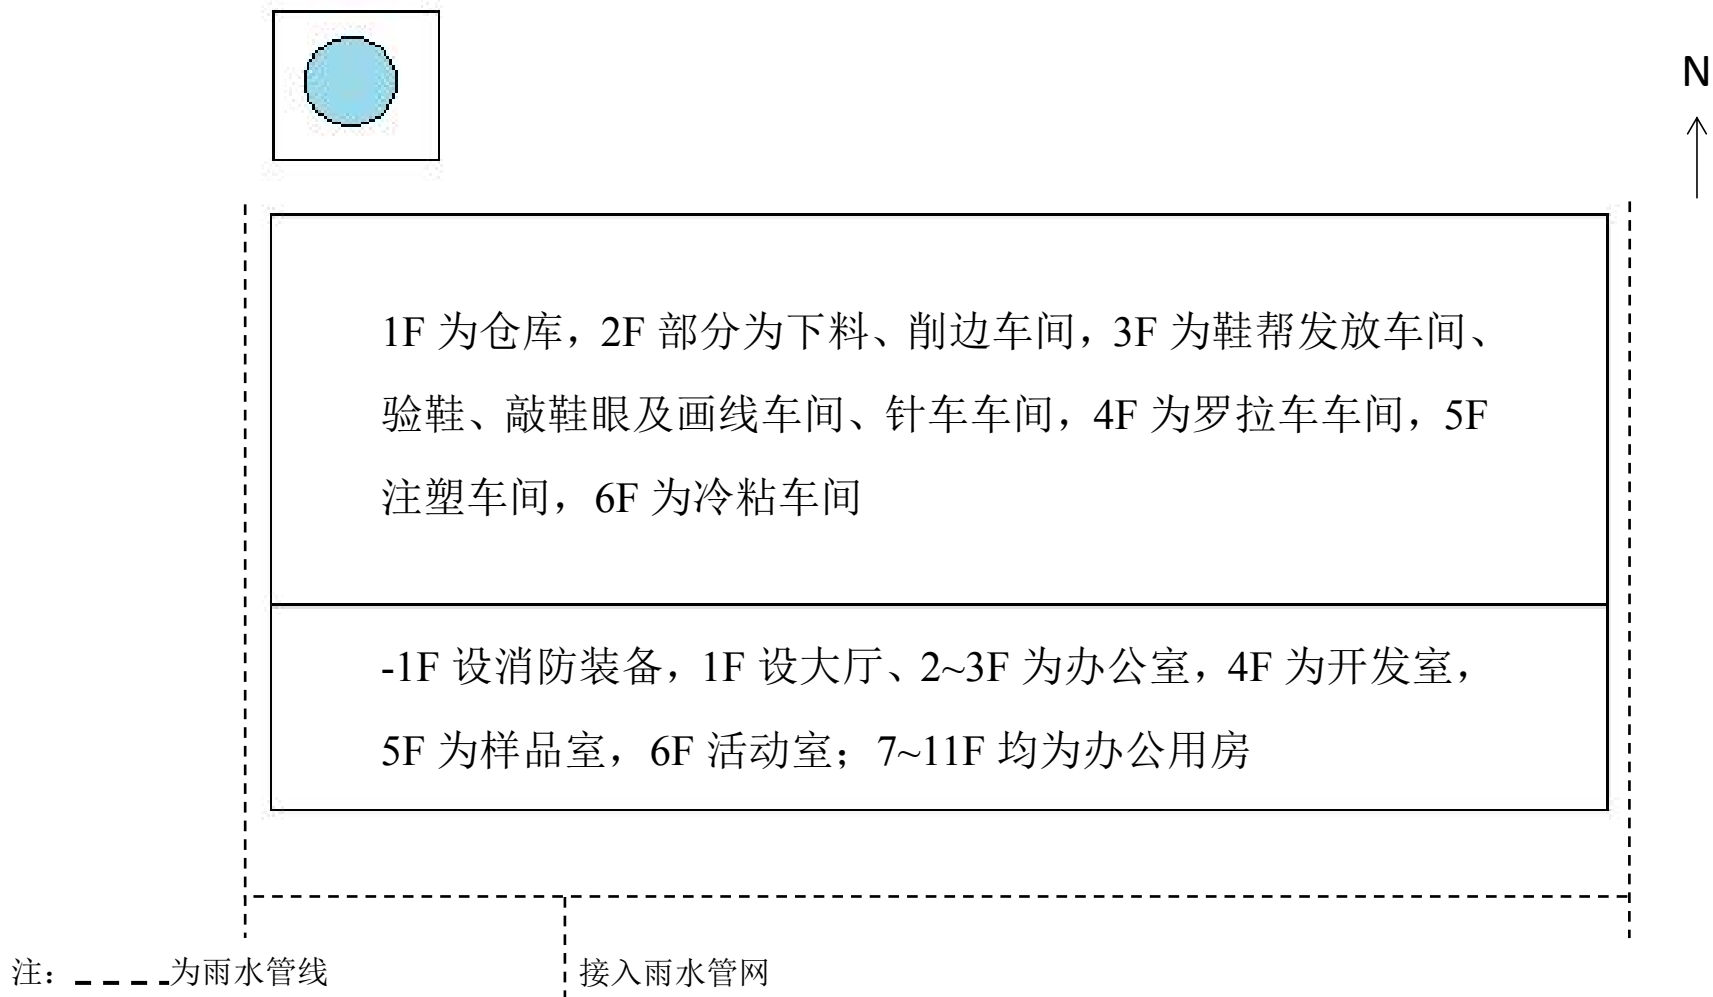 N
1F 为仓库，2F 部分为下料、削边车间，3F 为鞋帮发放车间、
验鞋、敲鞋眼及画线车间、针车车间，4F 为罗拉车车间，5F
注塑车间，6F 为冷粘车间
-1F 设消防装备，1F 设大厅、2~3F 为办公室，4F 为开发室，
5F 为样品室，6F 活动室；7~11F 均为办公用房
注：为雨水管线
接入雨水管网